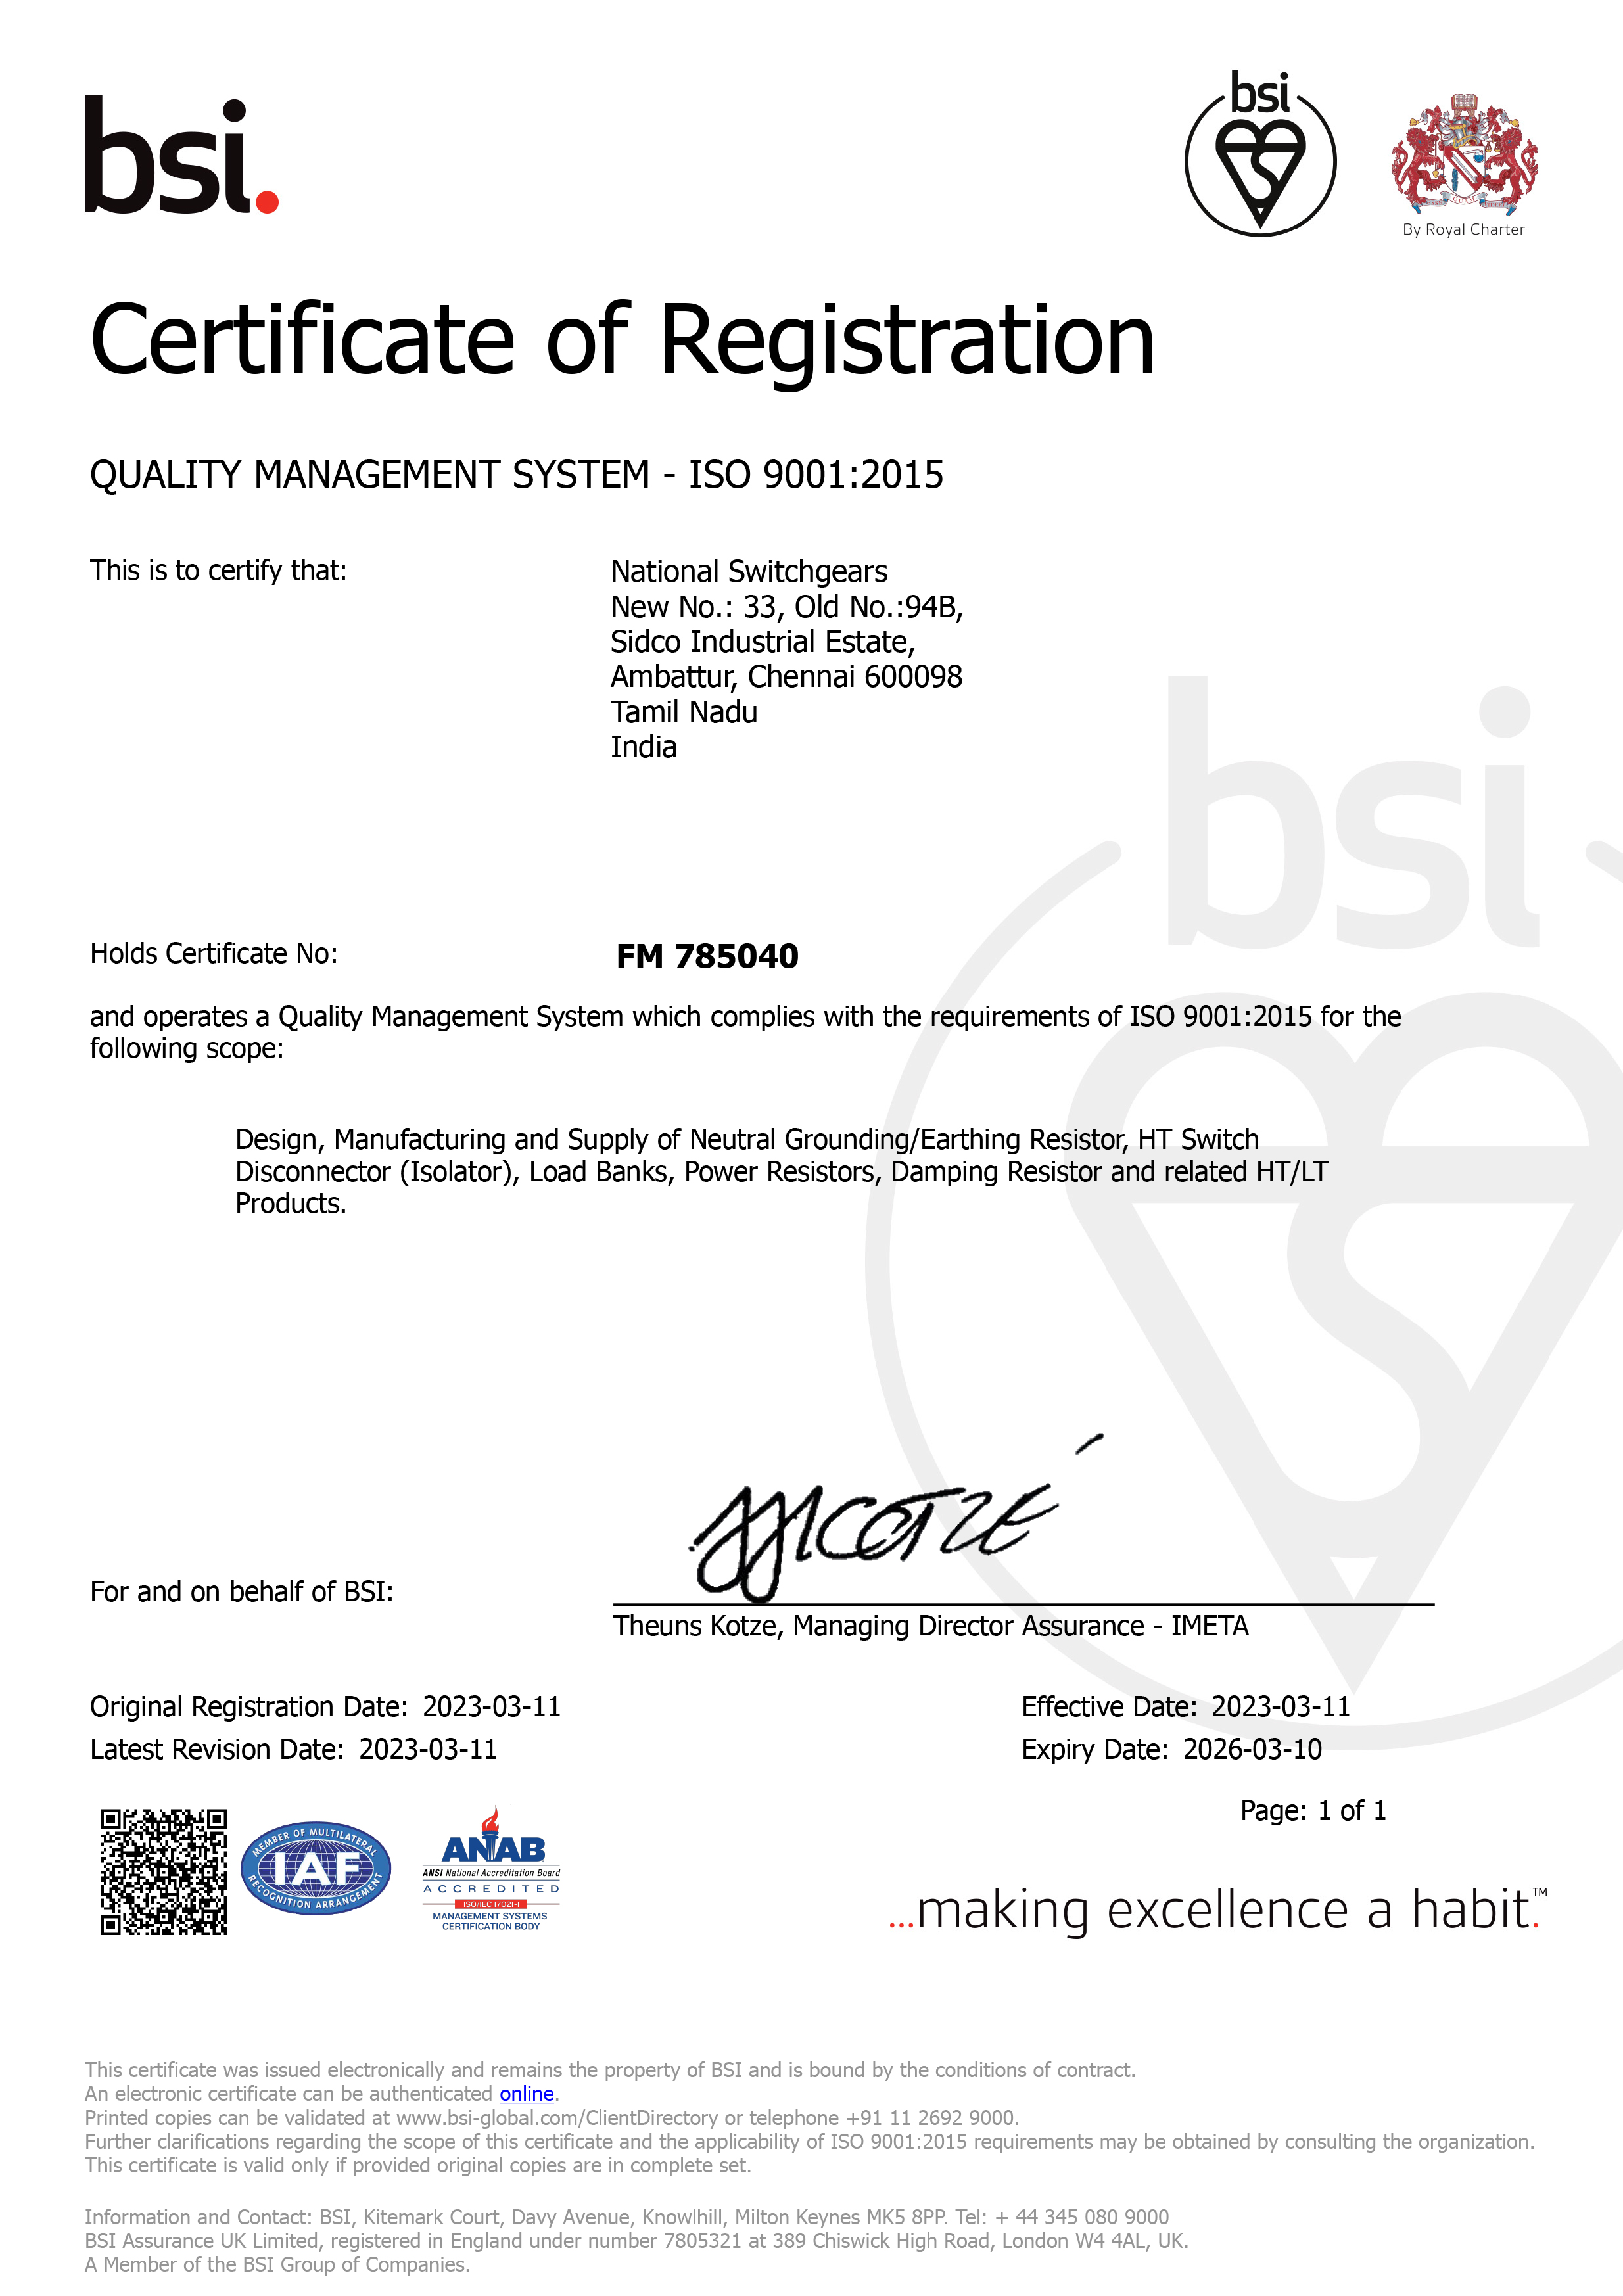 bsi.
bsi
By Royal Charter
Certificate of Registration
QUALITY MANAGEMENT SYSTEM - ISO 9001:2015
This is to certify that:
National Switchgears
New No.: 33, Old No.:94B,
Sidco Industrial Estate,
Ambattur, Chennai 600098
Tamil Nadu
India
bsi
Holds Certificate No:
FM 785040
and operates a Quality Management System which complies with the requirements of ISO 9001:2015 for the
following scope:
Design, Manufacturing and Supply of Neutral Grounding/Earthing Resistor, HT Switch
Disconnector (Isolator), Load Banks, Power Resistors, Damping Resistor and related HT/LT
Products.
For and on behalf of BSI:
Theuns Kotze, Managing Director Assurance - IMETA
Original Registration Date: 2023-03-11
Effective Date: 2023-03-11
Latest Revision Date: 2023-03-11
Expiry Date: 2026-03-10
Page: 1 of 1
MEMBER OF MULTILATERAL
IAF
RECOGNITION ARRANGEMENT
ANAB
ANSI National Accreditation Board
ACCREDITED
ISO/IEC 17021-1
MANAGEMENT SYSTEMS
CERTIFICATION BODY
...making excellence a habit.™
This certificate was issued electronically and remains the property of BSI and is bound by the conditions of contract.
An electronic certificate can be authenticated online.
Printed copies can be validated at www.bsi-global.com/ClientDirectory or telephone +91 11 2692 9000.
Further clarifications regarding the scope of this certificate and the applicability of ISO 9001:2015 requirements may be obtained by consulting the organization.
This certificate is valid only if provided original copies are in complete set.
Information and Contact: BSI, Kitemark Court, Davy Avenue, Knowlhill, Milton Keynes MK5 8PP. Tel: + 44 345 080 9000
BSI Assurance UK Limited, registered in England under number 7805321 at 389 Chiswick High Road, London W4 4AL, UK.
A Member of the BSI Group of Companies.